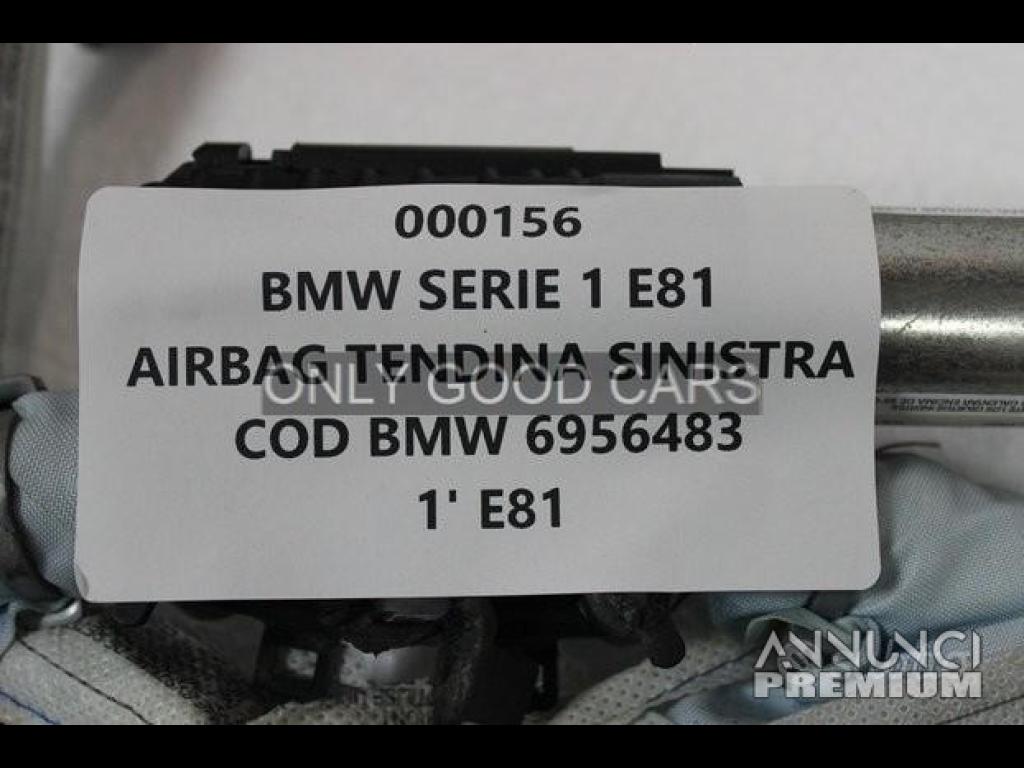 000156
BMW SERIE 1 E81
AIRBAG TENDINA SINISTRA
ONLY GOOD CARS
COD BMW 6956483
1' E81
ANNUNCI
PREMIUM